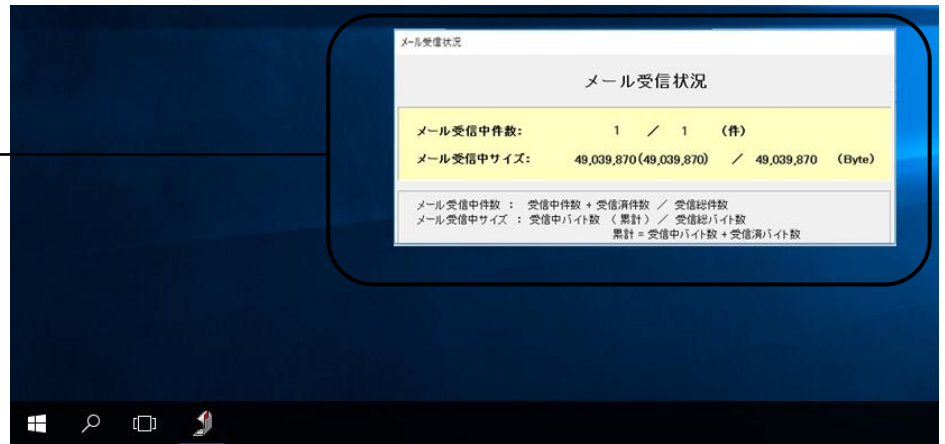 メール受信状況
メール受信状況
メール受信中件数: 1 / 1 (件)
メール受信中サイズ: 49,039,870(49,039,870) / 49,039,870 (Byte)
メール受信中件数 : 受信中件数 + 受信済件数 / 受信総件数
メール受信中サイズ : 受信中バイト数 (累計) / 受信総バイト数
累計 = 受信中バイト数 + 受信済バイト数